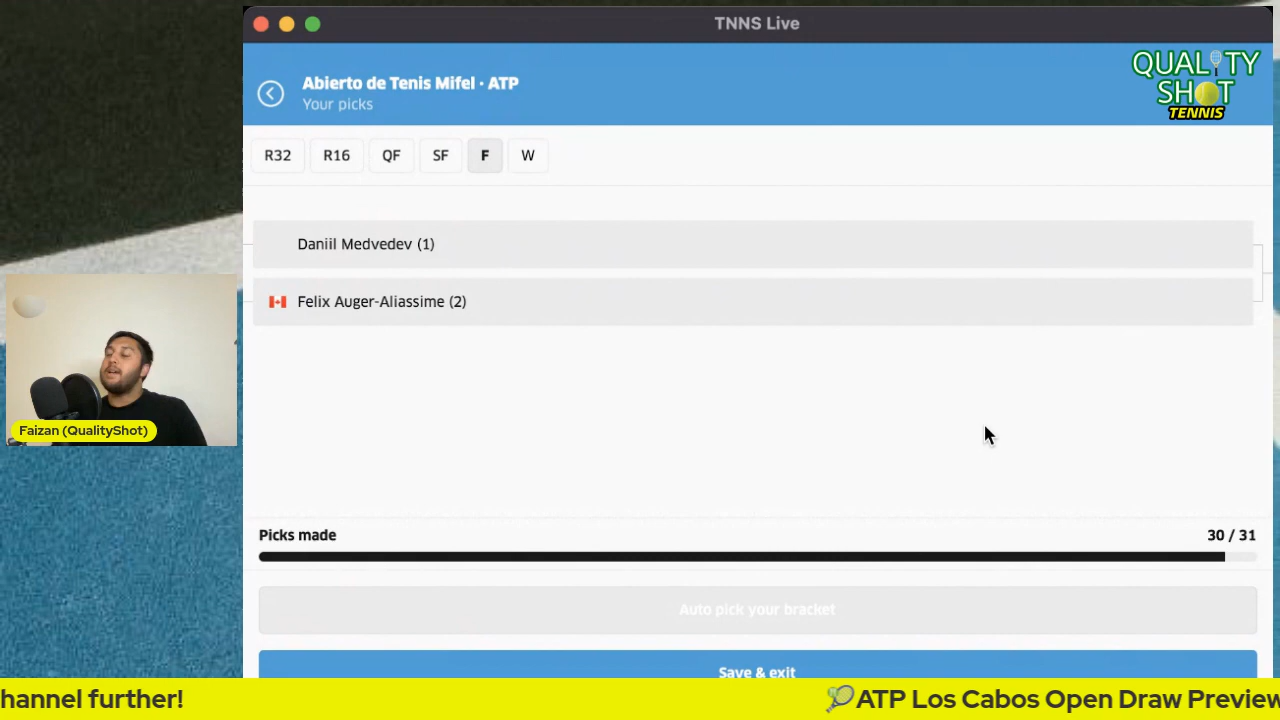 TNNS Live
Abierto de Tenis Mifel · ATP
Your picks
QUALITY
SHOT
TENNIS
R32 R16 QF SF F W
Daniil Medvedev (1)
Felix Auger-Aliassime (2)
Faizan (QualityShot)
Picks made 30 / 31
Auto pick your bracket
Save & exit
hannel further! ATP Los Cabos Open Draw Preview